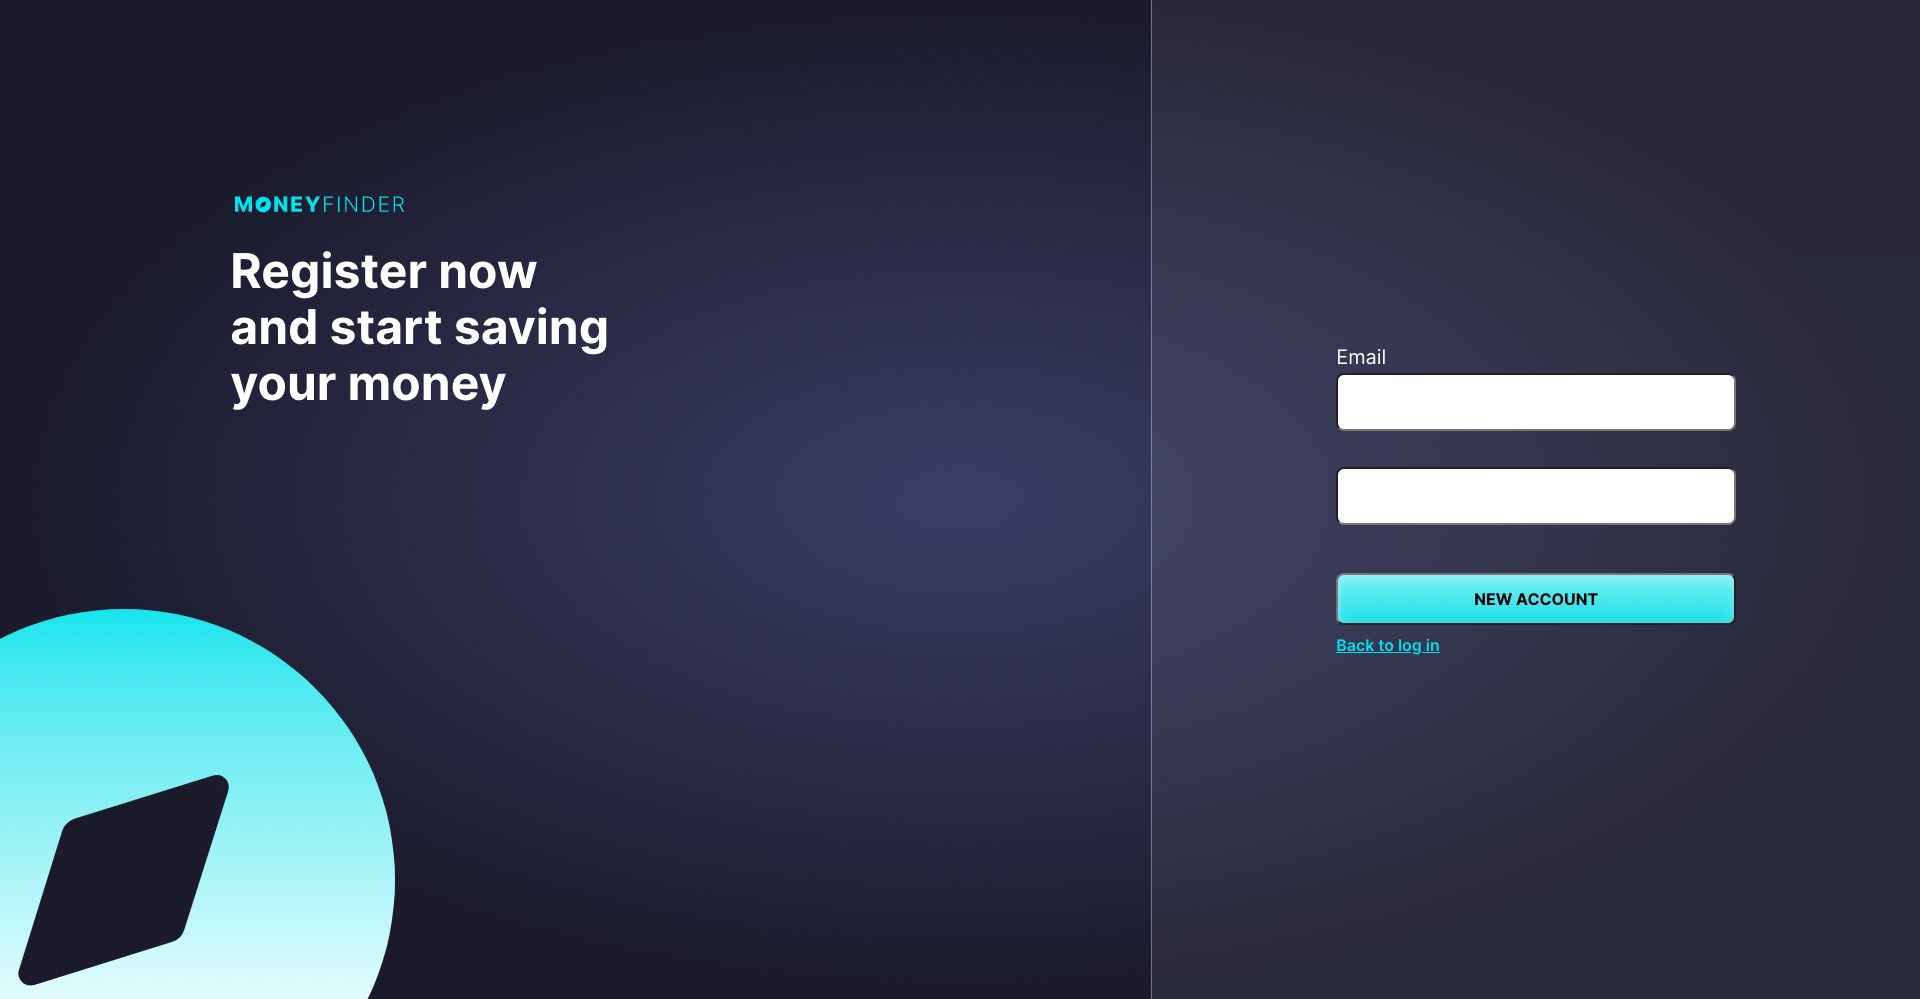 MONEYFINDER
Register now
and start saving
your money
Email
NEW ACCOUNT
Back to log in